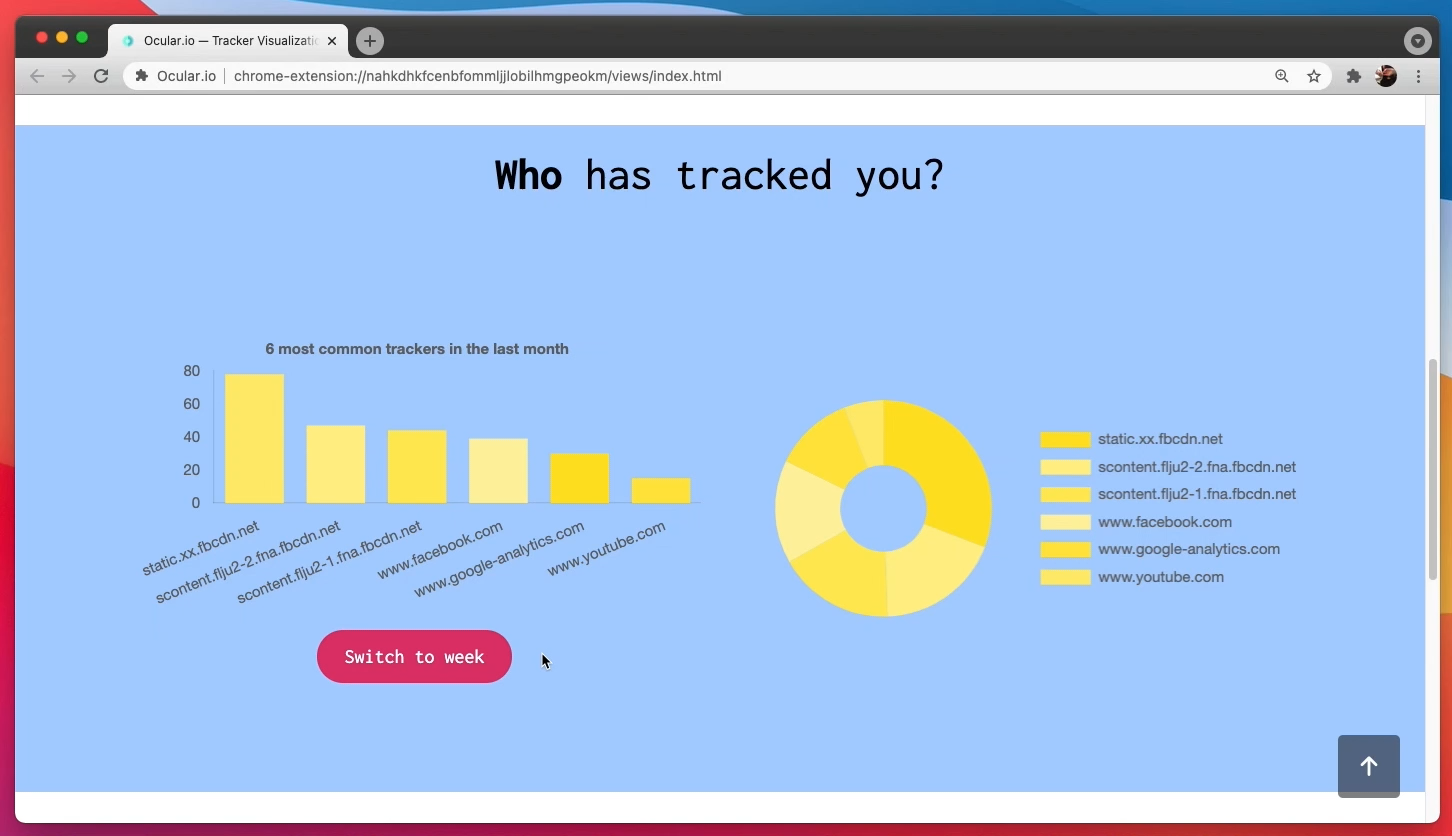 Ocular.io — Tracker Visualizati
Ocular.io
chrome-extension://nahkdhkfcenbfommljjlobilhmgpeokm/views/index.html
Who has tracked you?
6 most common trackers in the last month
80
60
40
20
0
static.xx.fbcdn.net
scontent.flju2-2.fna.fbcdn.net
scontent.flju2-1.fna.fbcdn.net
www.facebook.com
www.google-analytics.com
www.youtube.com
static.xx.fbcdn.net
scontent.flju2-2.fna.fbcdn.net
scontent.flju2-1.fna.fbcdn.net
www.facebook.com
www.google-analytics.com
www.youtube.com
Switch to week